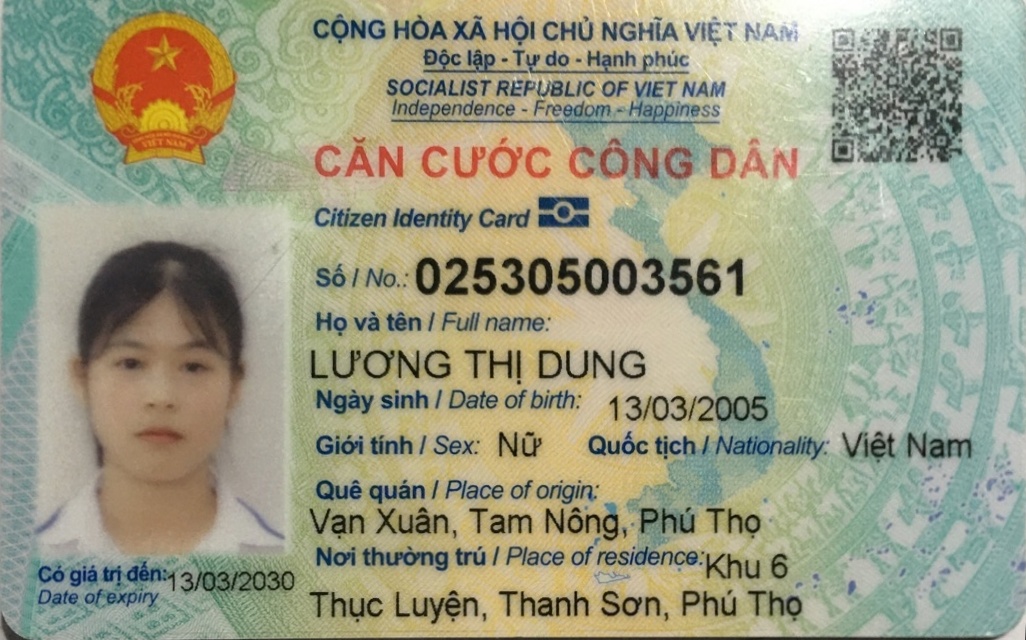 CỘNG HÒA XÃ HỘI CHỦ NGHĨA VIỆT NAM
Độc lập - Tự do - Hạnh phúc
SOCIALIST REPUBLIC OF VIET NAM
Independence - Freedom - Happiness
CĂN CƯỚC CÔNG DÂN
Citizen Identity Card
Số / No.: 025305003561
Họ và tên / Full name:
LƯƠNG THỊ DUNG
Ngày sinh / Date of birth: 13/03/2005
Giới tính / Sex: Nữ Quốc tịch / Nationality: Việt Nam
Quê quán / Place of origin:
Vạn Xuân, Tam Nông, Phú Thọ
Nơi thường trú / Place of residence: Khu 6
Thục Luyện, Thanh Sơn, Phú Thọ
Có giá trị đến: 13/03/2030
Date of expiry
VIỆT NAM